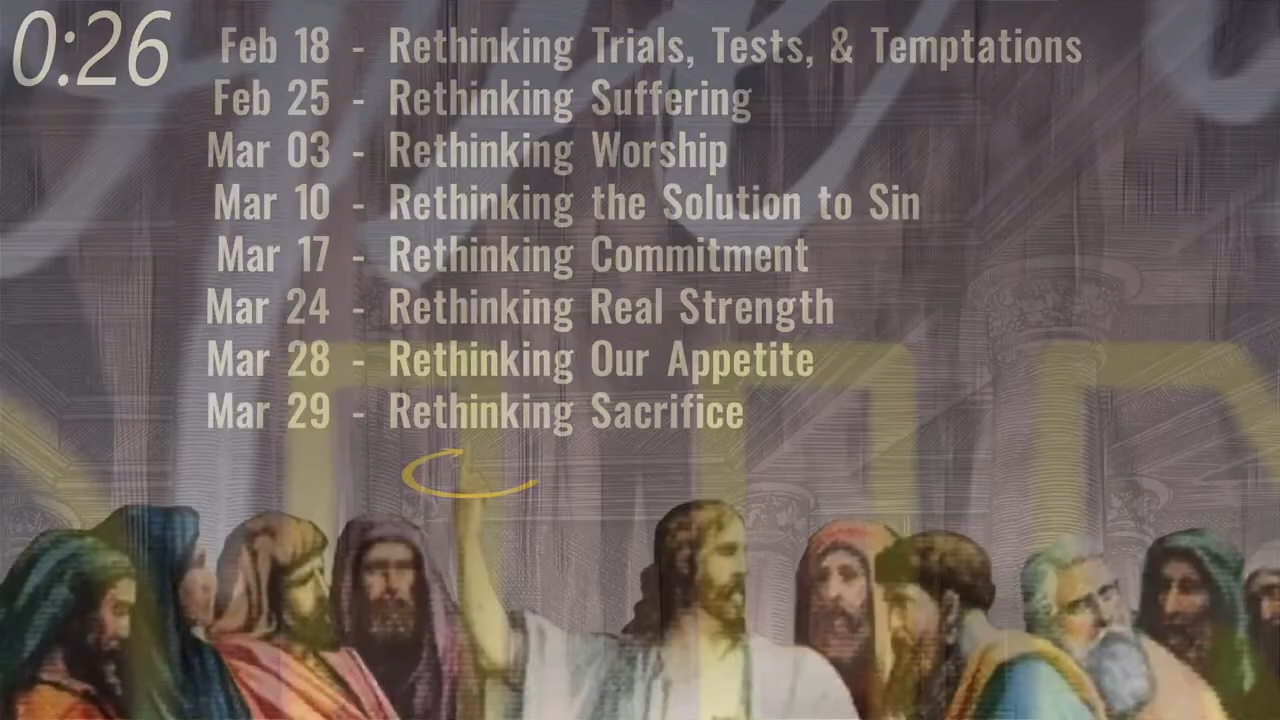 0:26
Feb 18 - Rethinking Trials, Tests, & Temptations
Feb 25 - Rethinking Suffering
Mar 03 - Rethinking Worship
Mar 10 - Rethinking the Solution to Sin
Mar 17 - Rethinking Commitment
Mar 24 - Rethinking Real Strength
Mar 28 - Rethinking Our Appetite
Mar 29 - Rethinking Sacrifice